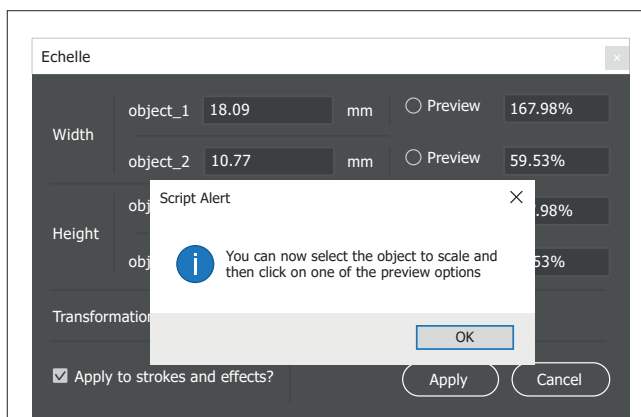 Echelle
Width
object_1 18.09 mm Preview 167.98%
object_2 10.77 mm Preview 59.53%
Script Alert
Height
You can now select the object to scale and
then click on one of the preview options
OK
Apply to strokes and effects?
Apply
Cancel